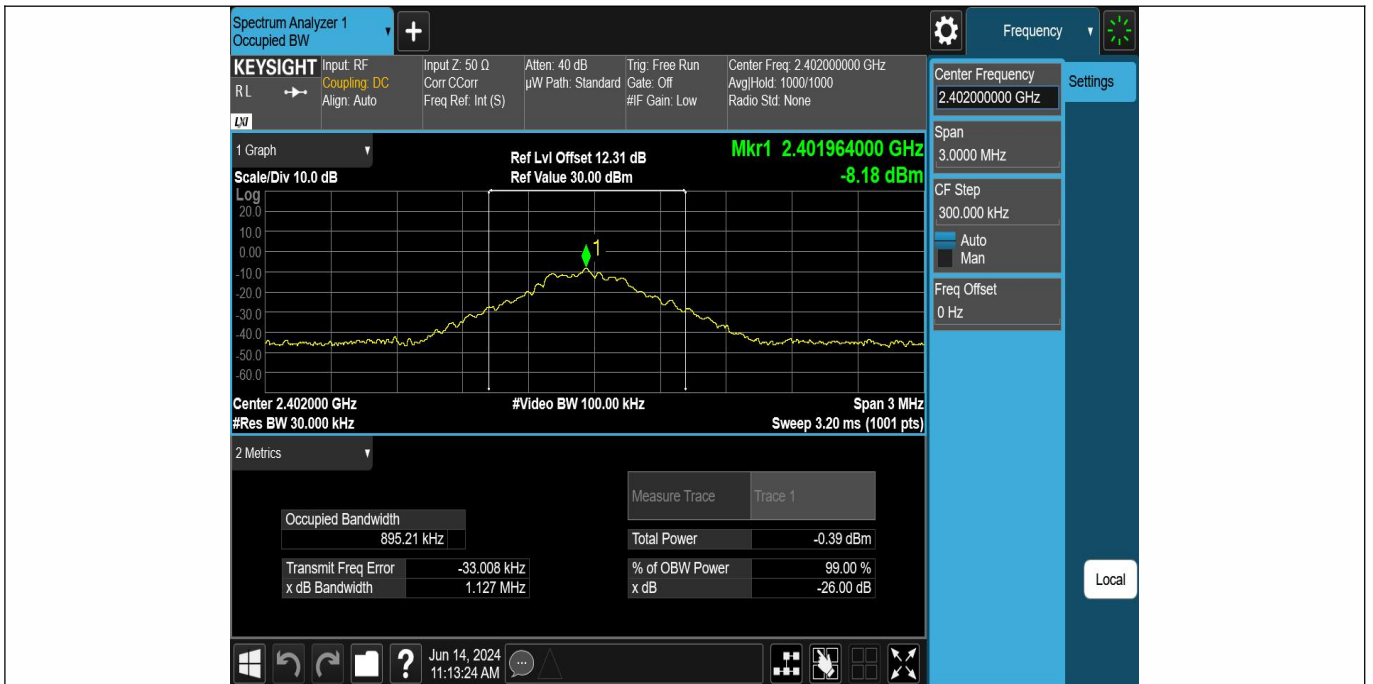 Spectrum Analyzer 1
Occupied BW
+
Frequency
KEYSIGHT
RL
LXI
Input: RF
Coupling: DC
Align: Auto
Input Z: 50 Ω
Corr CCorr
Freq Ref: Int (S)
Atten: 40 dB
µW Path: Standard
Trig: Free Run
Gate: Off
#IF Gain: Low
Center Freq: 2.402000000 GHz
Avg|Hold: 1000/1000
Radio Std: None
Center Frequency
2.402000000 GHz
Settings
Span
3.0000 MHz
CF Step
300.000 kHz
Auto
Man
Freq Offset
0 Hz
Local
1 Graph
Scale/Div 10.0 dB
Ref Lvl Offset 12.31 dB
Ref Value 30.00 dBm
Mkr1 2.401964000 GHz
-8.18 dBm
Log
20.0
10.0
0.00
-10.0
-20.0
-30.0
-40.0
-50.0
-60.0
1
Center 2.402000 GHz
#Res BW 30.000 kHz
#Video BW 100.00 kHz
Span 3 MHz
Sweep 3.20 ms (1001 pts)
2 Metrics
Measure Trace Trace 1
Occupied Bandwidth
895.21 kHz
Total Power -0.39 dBm
Transmit Freq Error -33.008 kHz
% of OBW Power 99.00 %
x dB Bandwidth 1.127 MHz
x dB -26.00 dB
?
Jun 14, 2024
11:13:24 AM